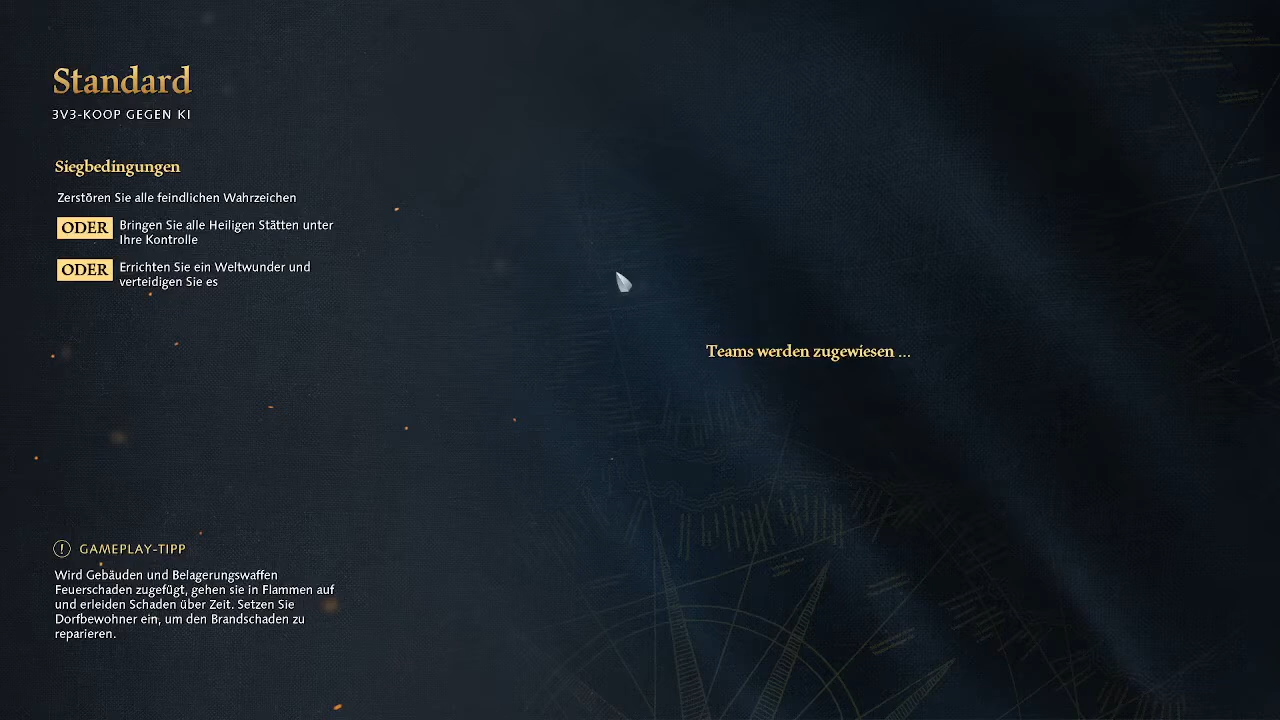 Standard
3V3-KOOP GEGEN KI
Siegbedingungen
Zerstören Sie alle feindlichen Wahrzeichen
ODER Bringen Sie alle Heiligen Stätten unter
Ihre Kontrolle
ODER Errichten Sie ein Weltwunder und
verteidigen Sie es
Teams werden zugewiesen ...
! GAMEPLAY-TIPP
Wird Gebäuden und Belagerungswaffen
Feuerschaden zugefügt, gehen sie in Flammen auf
und erleiden Schaden über Zeit. Setzen Sie
Dorfbewohner ein, um den Brandschaden zu
reparieren.